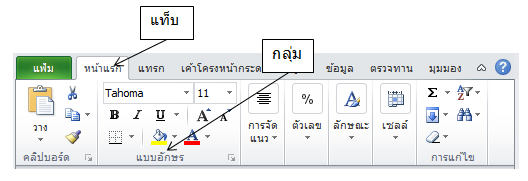 แท็บ
กลุ่ม
แฟ้ม หน้าแรก แทรก เค้าโครงหน้ากระด ข้อมูล ตรวจทาน มุมมอง
Tahoma 11 % A Σ A Z
วาง B I U A A การจัดแนว ตัวเลข ลักษณะ เซลล์
A
คลิปบอร์ด แบบอักษร การแก้ไข